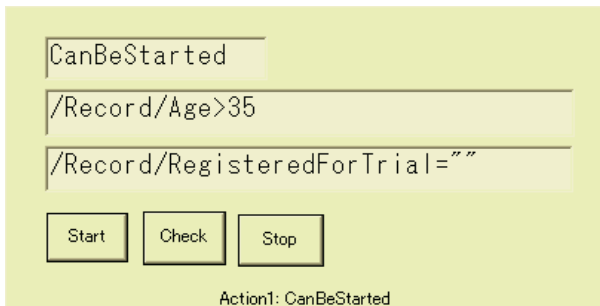 CanBeStarted
/Record/Age>35
/Record/RegisteredForTrial=""
Start Check Stop
Action1: CanBeStarted